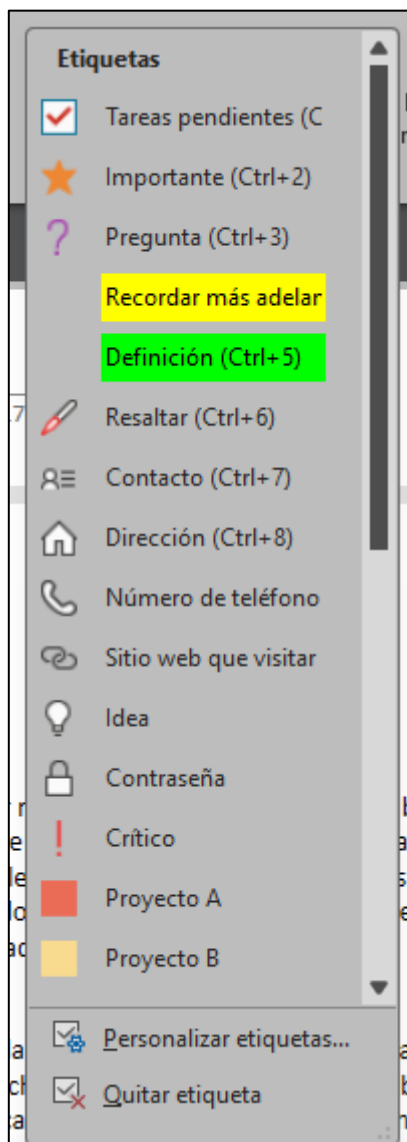 Etiquetas
Tareas pendientes (C
Importante (Ctrl+2)
Pregunta (Ctrl+3)
Recordar más adelar
Definición (Ctrl+5)
Resaltar (Ctrl+6)
Contacto (Ctrl+7)
Dirección (Ctrl+8)
Número de teléfono
Sitio web que visitar
Idea
Contraseña
Crítico
Proyecto A
Proyecto B
Personalizar etiquetas...
Quitar etiqueta